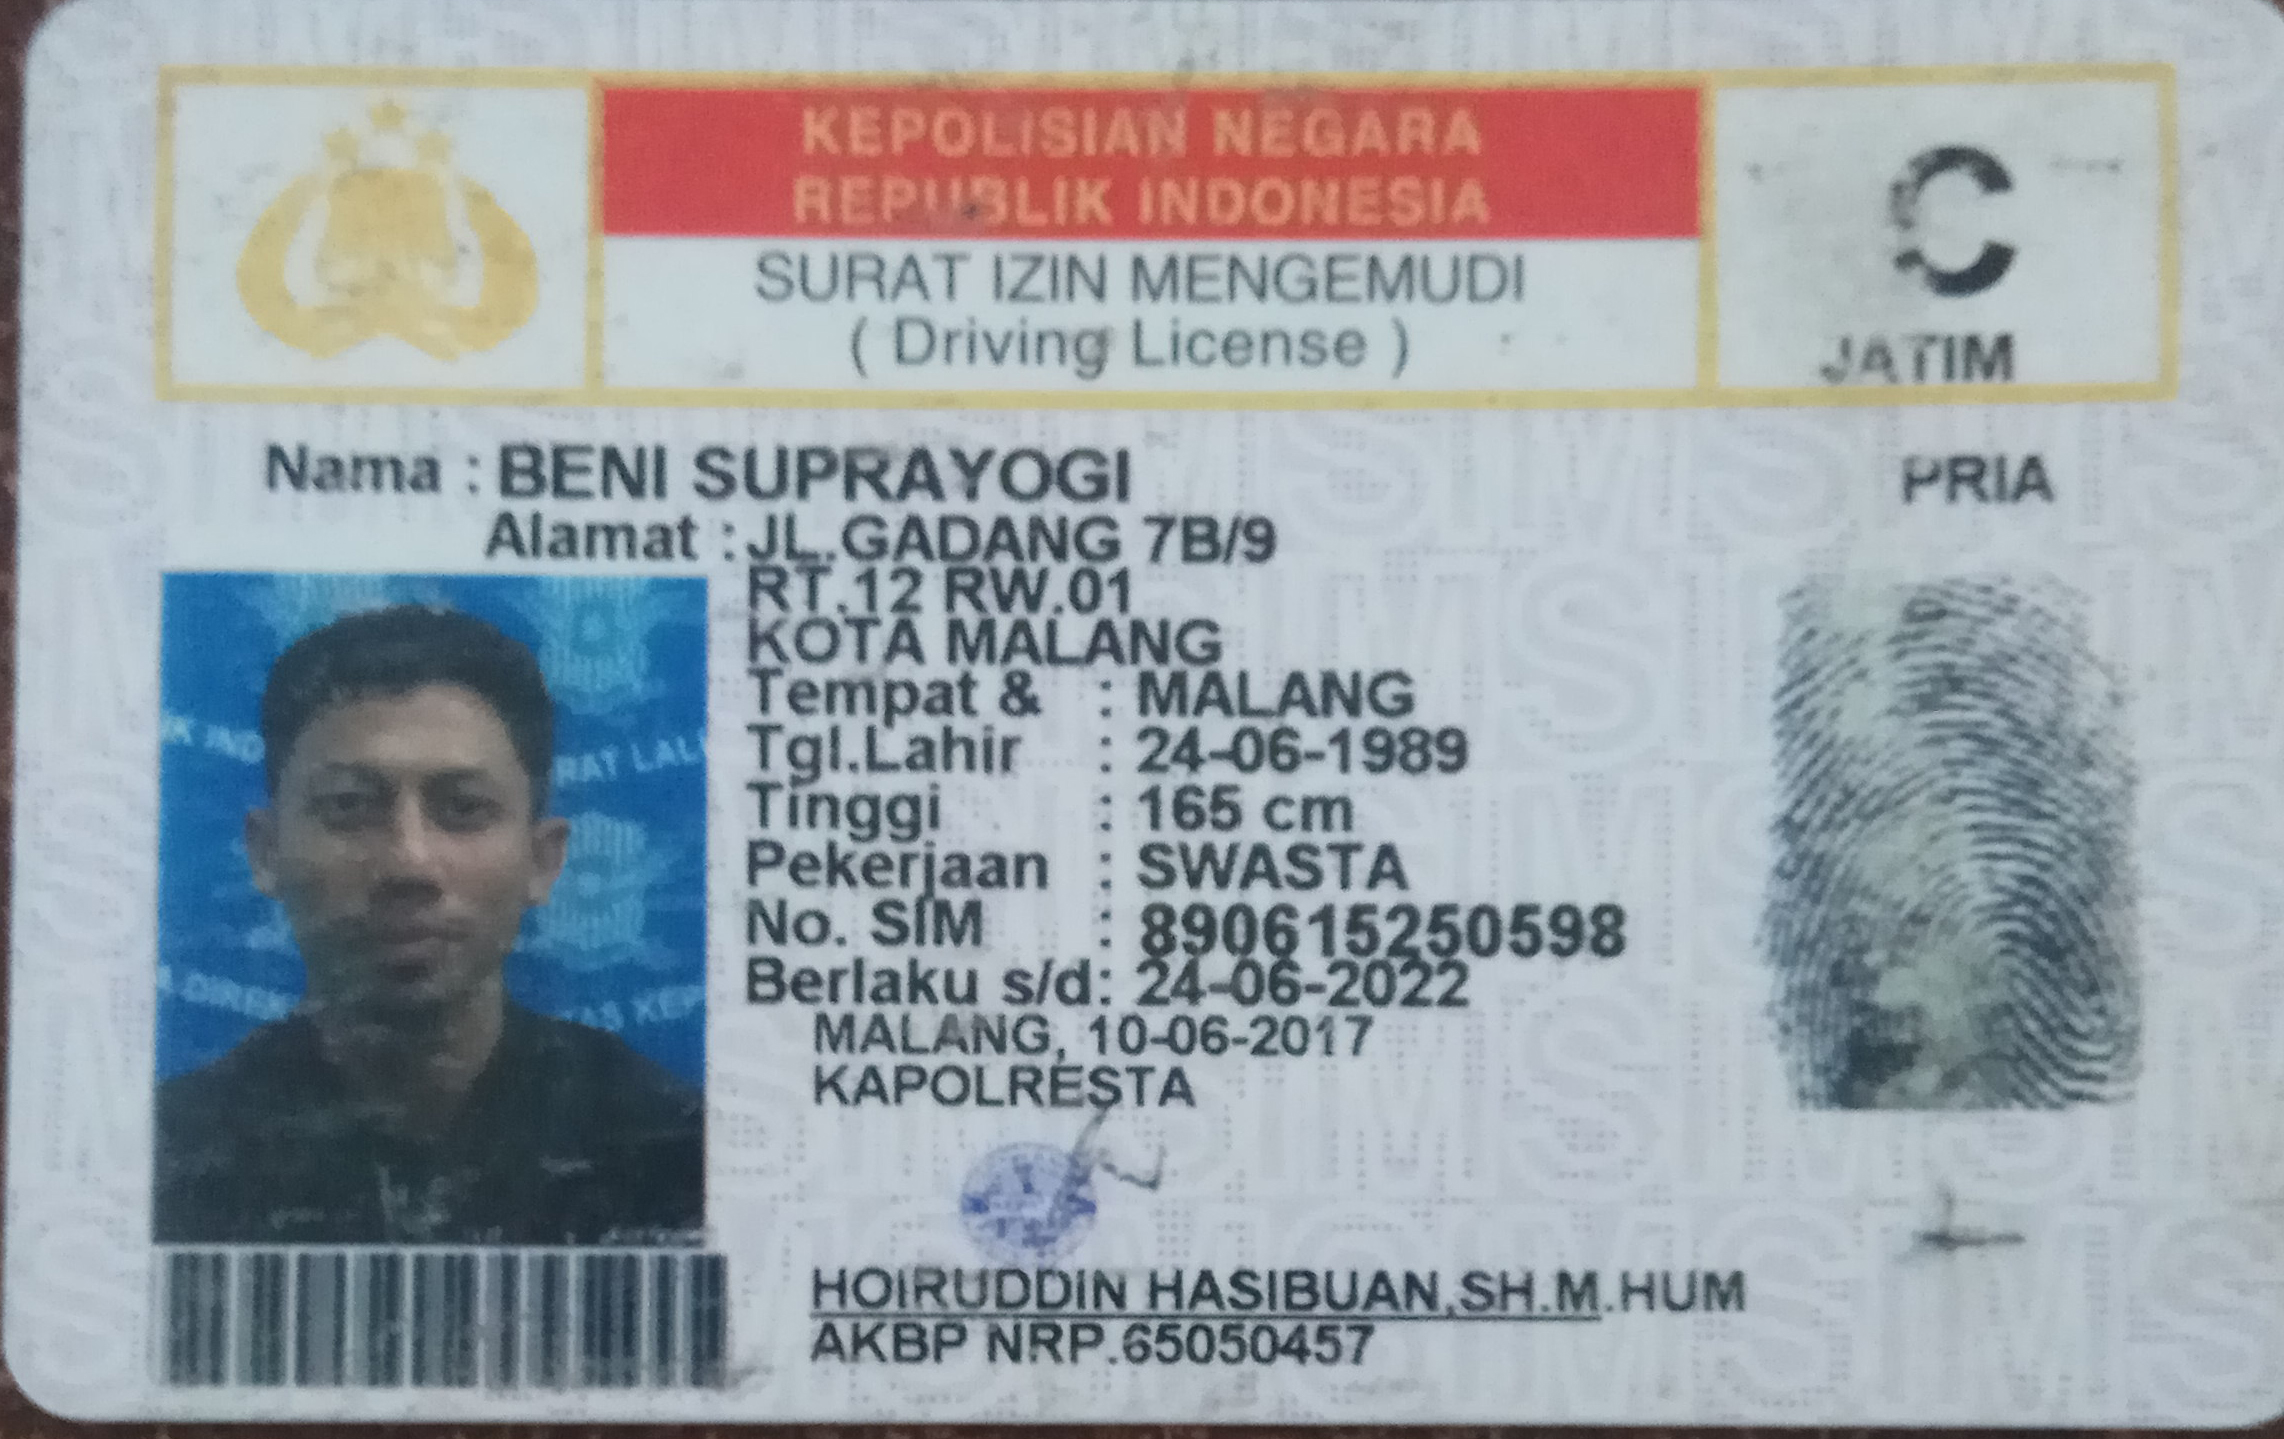 KEPOLISIAN NEGARA
REPUBLIK INDONESIA
SURAT IZIN MENGEMUDI
( Driving License )
C
JATIM
Nama : BENI SUPRAYOGI
PRIA
Alamat : JL.GADANG 7B/9
RT.12 RW.01
KOTA MALANG
Tempat & : MALANG
Tgl.Lahir : 24-06-1989
Tinggi : 165 cm
Pekerjaan : SWASTA
No. SIM : 890615250598
Berlaku s/d: 24-06-2022
MALANG, 10-06-2017
KAPOLRESTA
HOIRUDDIN HASIBUAN,SH.M.HUM
AKBP NRP.65050457